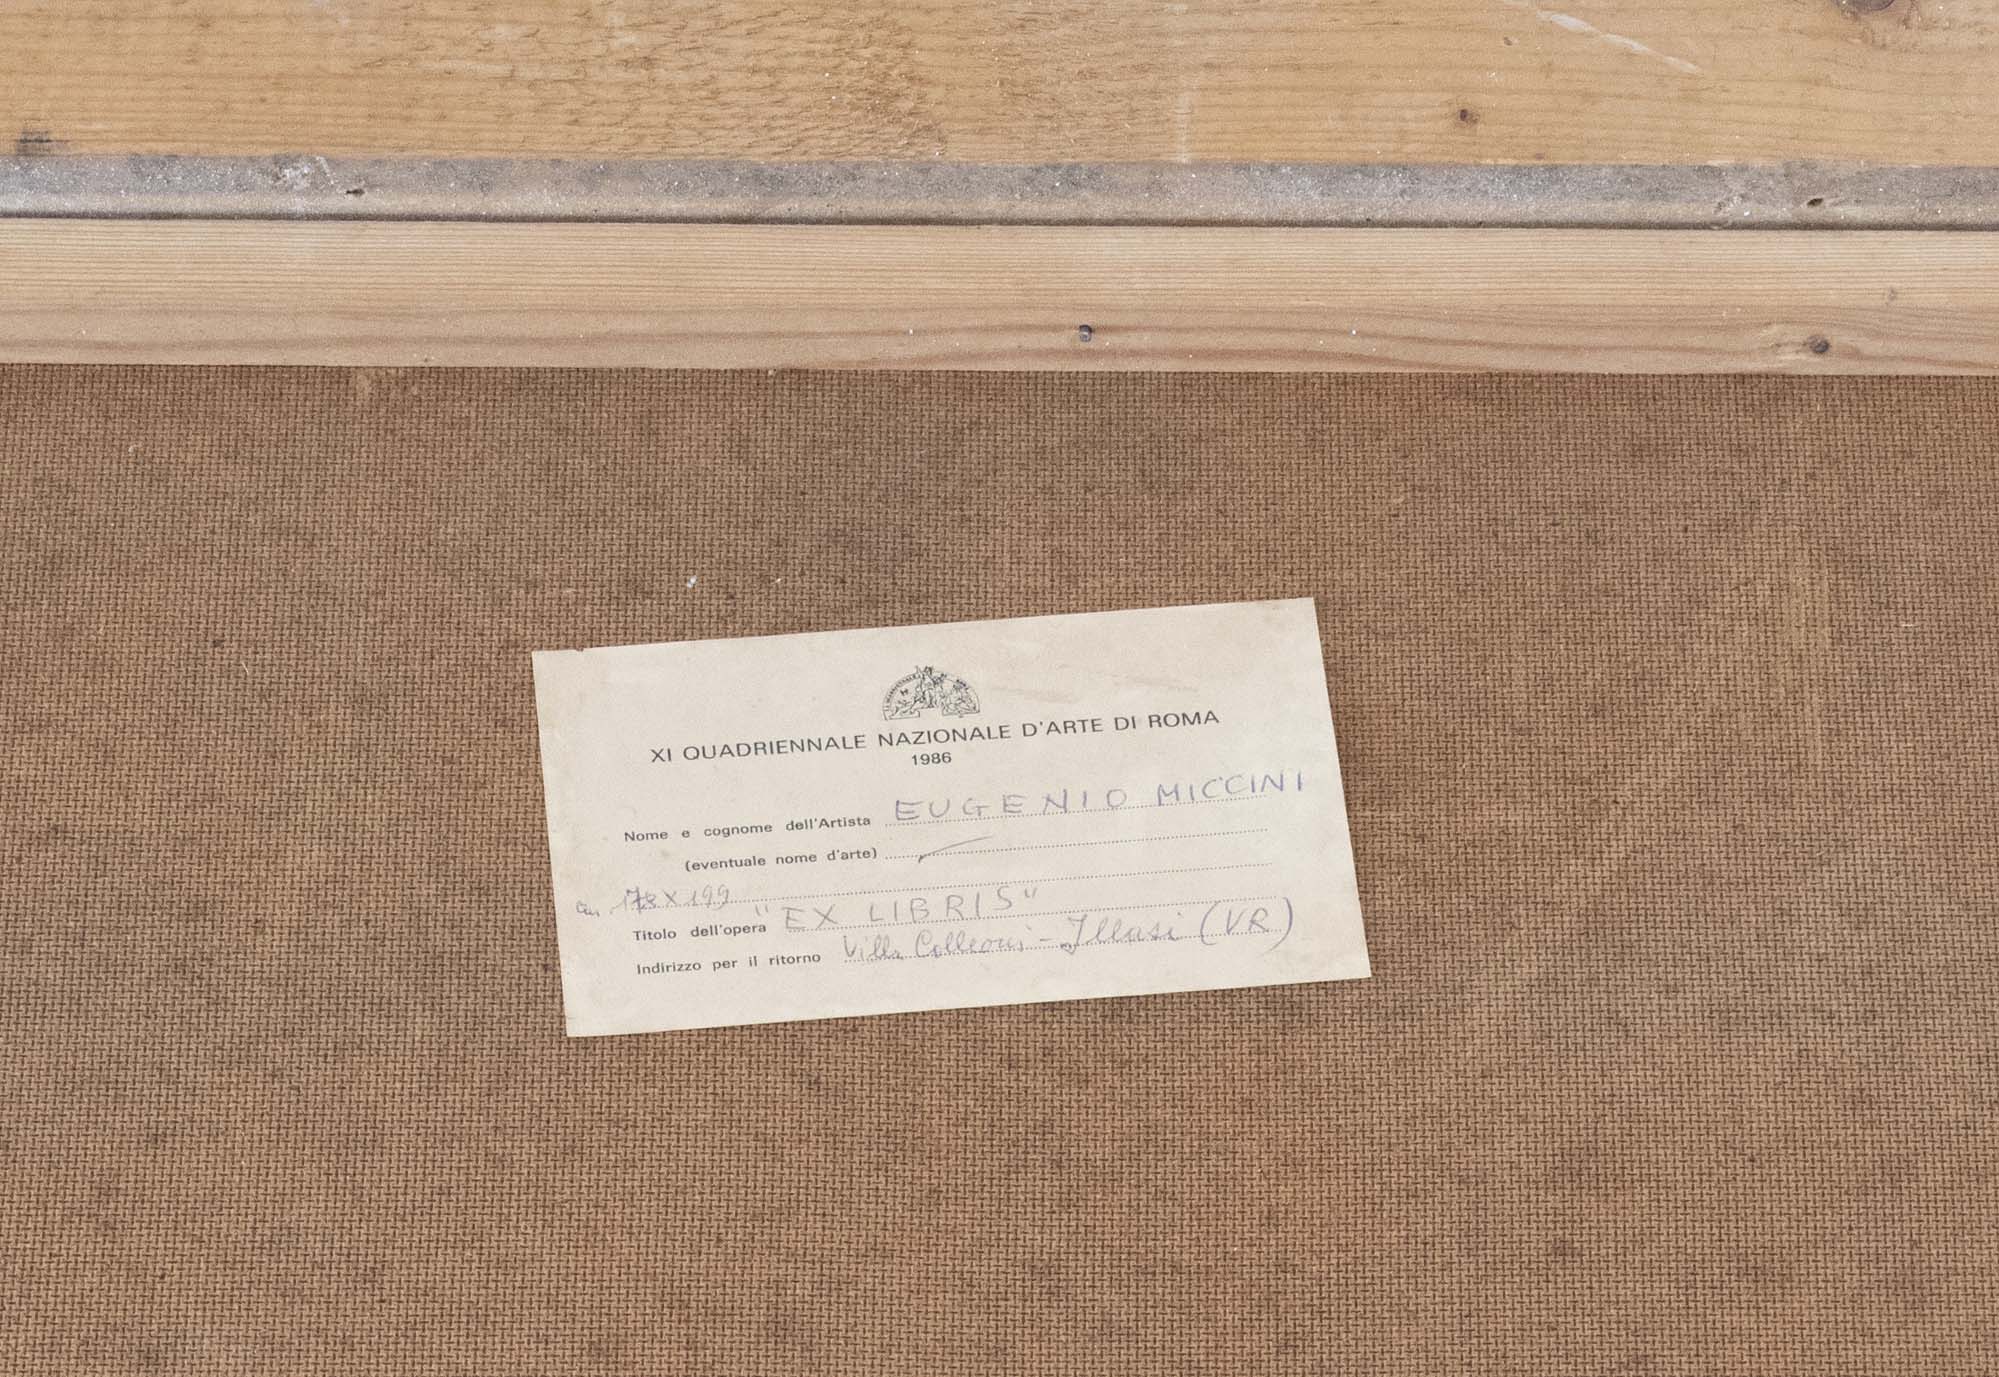 XI QUADRIENNALE NAZIONALE D'ARTE DI ROMA
1986
Nome e cognome dell'Artista EUGENIO MICCINI
(eventuale nome d'arte)
cm. 178 X 199
Titolo dell'opera "EX LIBRIS"
Indirizzo per il ritorno Villa Colleoni - Illasi (VR)